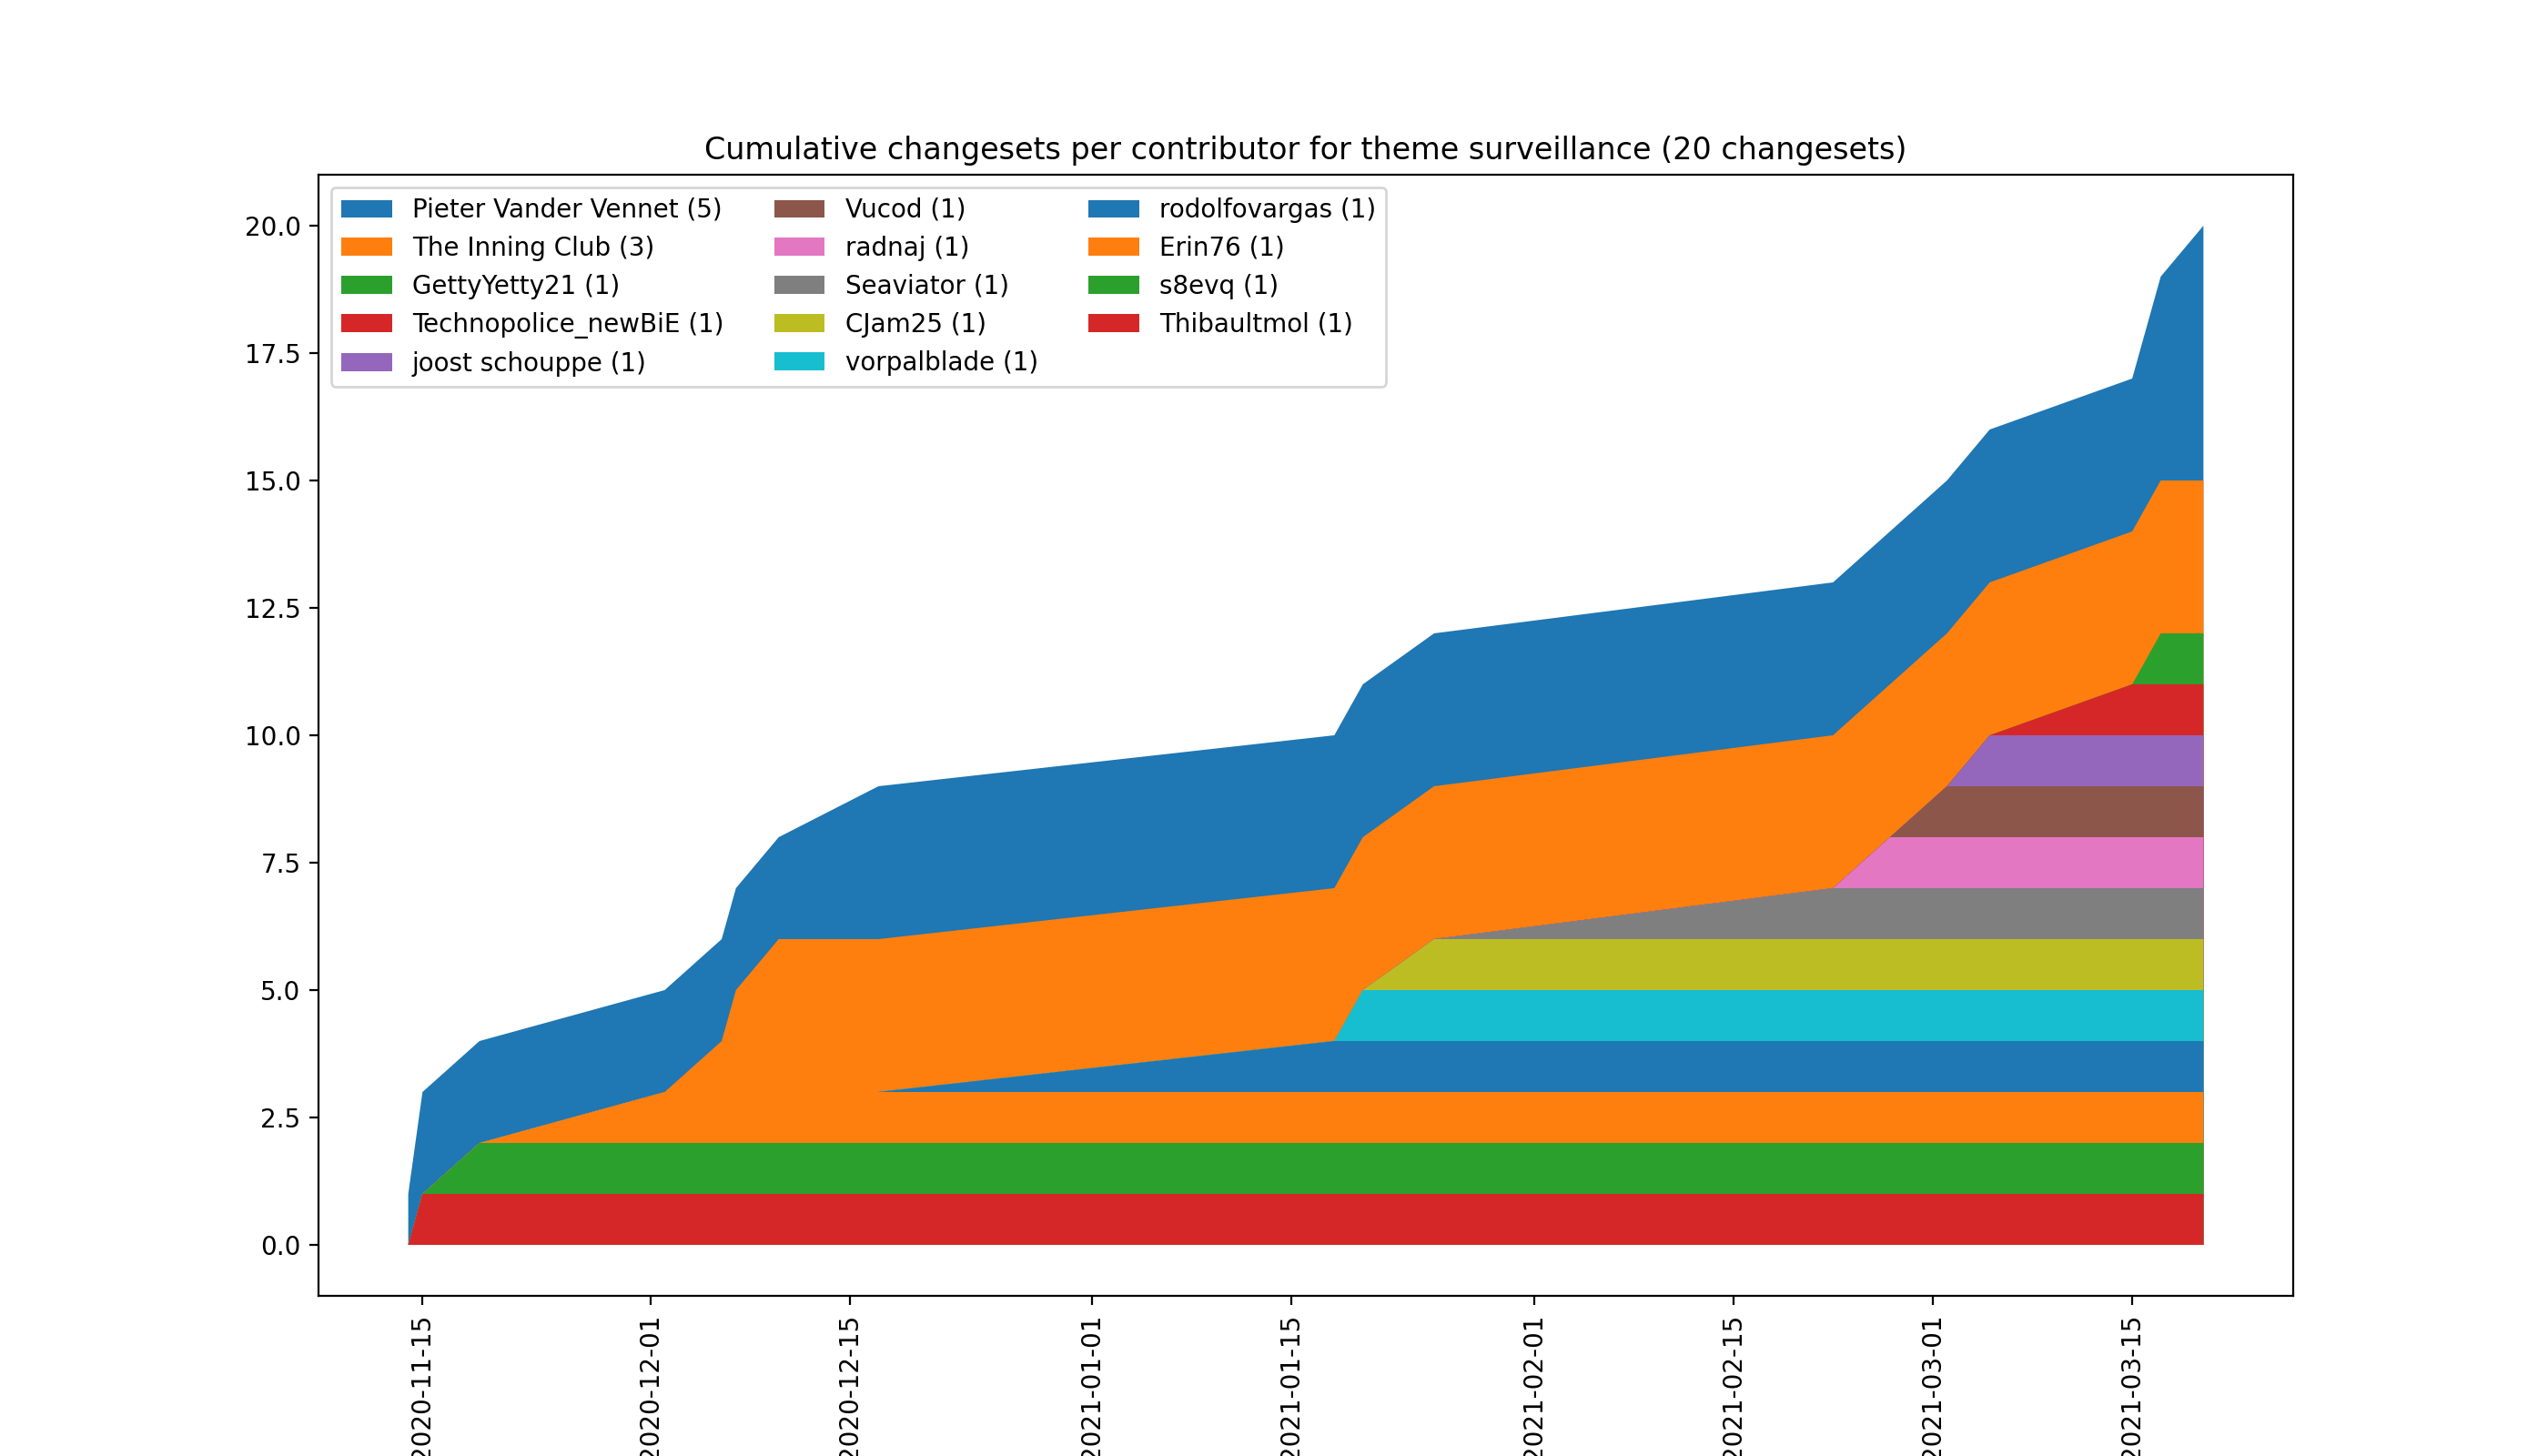 Cumulative changesets per contributor for theme surveillance (20 changesets)
Pieter Vander Vennet (5)
The Inning Club (3)
GettyYetty21 (1)
Technopolice_newBiE (1)
joost schouppe (1)
Vucod (1)
radnaj (1)
Seaviator (1)
CJam25 (1)
vorpalblade (1)
rodolfovargas (1)
Erin76 (1)
s8evq (1)
Thibaultmol (1)
20.0
17.5
15.0
12.5
10.0
7.5
5.0
2.5
0.0
2020-11-15
2020-12-01
2020-12-15
2021-01-01
2021-01-15
2021-02-01
2021-02-15
2021-03-01
2021-03-15